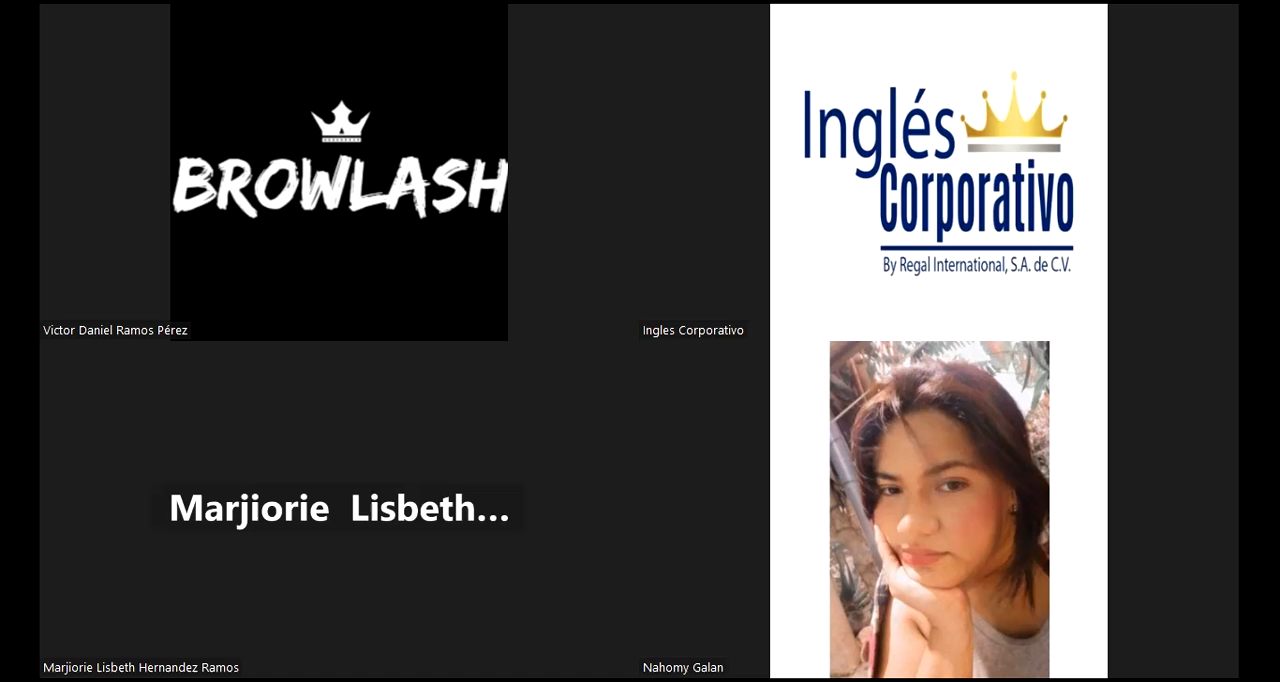 BROWLASH
Victor Daniel Ramos Pérez
Inglés
Corporativo
By Regal International, S.A. de C.V.
Ingles Corporativo
Marjiorie Lisbeth...
Marjiorie Lisbeth Hernandez Ramos
Nahomy Galan